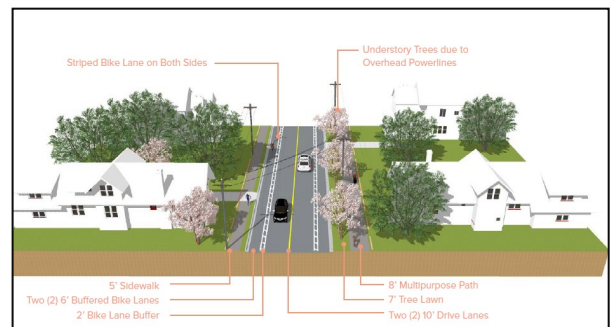 Understory Trees due to
Overhead Powerlines
Striped Bike Lane on Both Sides
5' Sidewalk
Two (2) 6' Buffered Bike Lanes
2' Bike Lane Buffer
8' Multipurpose Path
7' Tree Lawn
Two (2) 10' Drive Lanes